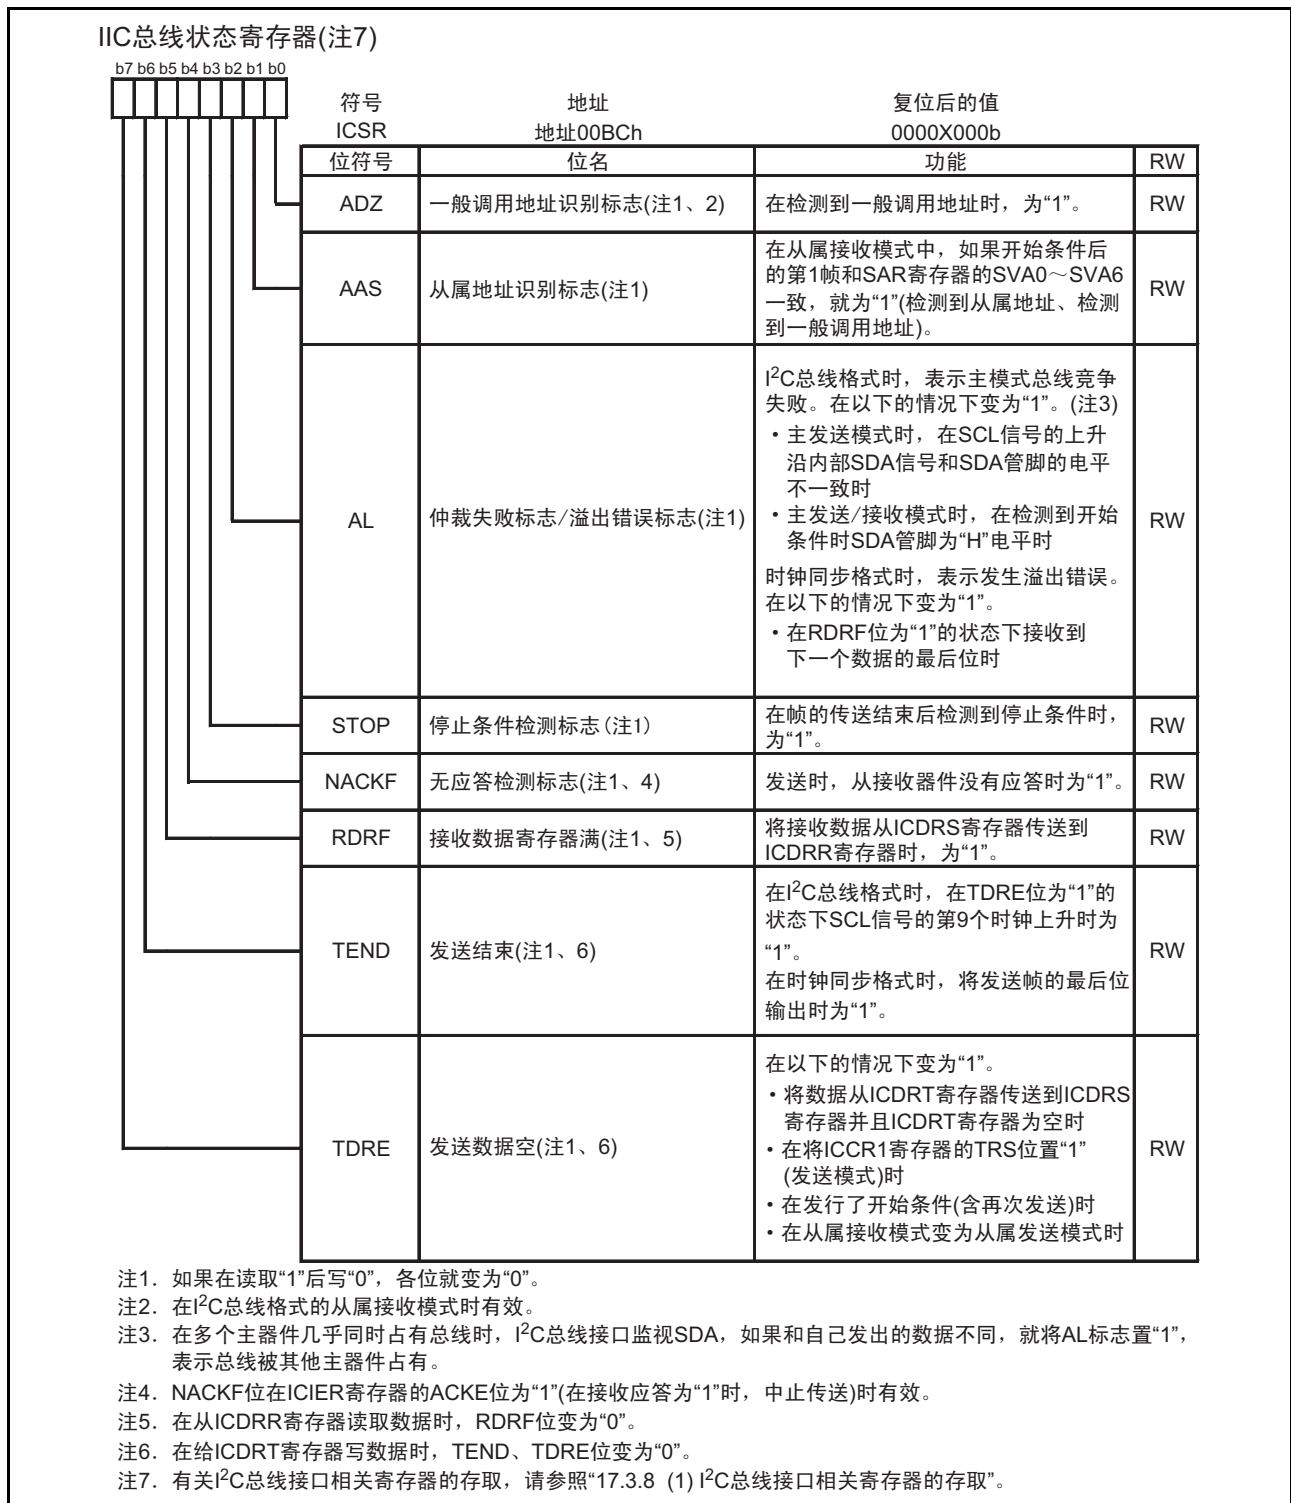 IIC总线状态寄存器(注7)
b7 b6 b5 b4 b3 b2 b1 b0
符号 地址 复位后的值
ICSR 地址00BCh 0000X000b
位符号 位名 功能 RW
ADZ 一般调用地址识别标志(注1、2) 在检测到一般调用地址时，为“1”。 RW
AAS 从属地址识别标志(注1) 在从属接收模式中，如果开始条件后
的第1帧和SAR寄存器的SVA0～SVA6
一致，就为“1”(检测到从属地址、检测
到一般调用地址)。 RW
AL 仲裁失败标志/溢出错误标志(注1) I²C总线格式时，表示主模式总线竞争
失败。在以下的情况下变为“1”。(注3)
・主发送模式时，在SCL信号的上升
沿内部SDA信号和SDA管脚的电平
不一致时
・主发送/接收模式时，在检测到开始
条件时SDA管脚为“H”电平时
时钟同步格式时，表示发生溢出错误。
在以下的情况下变为“1”。
・在RDRF位为“1”的状态下接收到
下一个数据的最后位时 RW
STOP 停止条件检测标志(注1) 在帧的传送结束后检测到停止条件时，
为“1”。 RW
NACKF 无应答检测标志(注1、4) 发送时，从接收器件没有应答时为“1”。 RW
RDRF 接收数据寄存器满(注1、5) 将接收数据从ICDRS寄存器传送到
ICDRR寄存器时，为“1”。 RW
TEND 发送结束(注1、6) 在I²C总线格式时，在TDRE位为“1”的
状态下SCL信号的第9个时钟上升时为
“1”。
在时钟同步格式时，将发送帧的最后位
输出时为“1”。 RW
TDRE 发送数据空(注1、6) 在以下的情况下变为“1”。
・将数据从ICDRT寄存器传送到ICDRS
寄存器并且ICDRT寄存器为空时
・在将ICCR1寄存器的TRS位置“1”
(发送模式)时
・在发行了开始条件(含再次发送)时
・在从属接收模式变为从属发送模式时 RW
注1. 如果在读取“1”后写“0”，各位就变为“0”。
注2. 在I²C总线格式的从属接收模式时有效。
注3. 在多个主器件几乎同时占有总线时，I²C总线接口监视SDA，如果和自己发出的数据不同，就将AL标志置“1”，
表示总线被其他主器件占有。
注4. NACKF位在ICIER寄存器的ACKE位为“1”(在接收应答为“1”时，中止传送)时有效。
注5. 在从ICDRR寄存器读取数据时，RDRF位变为“0”。
注6. 在给ICDRT寄存器写数据时，TEND、TDRE位变为“0”。
注7. 有关I²C总线接口相关寄存器的存取，请参照“17.3.8 (1) I²C总线接口相关寄存器的存取”。